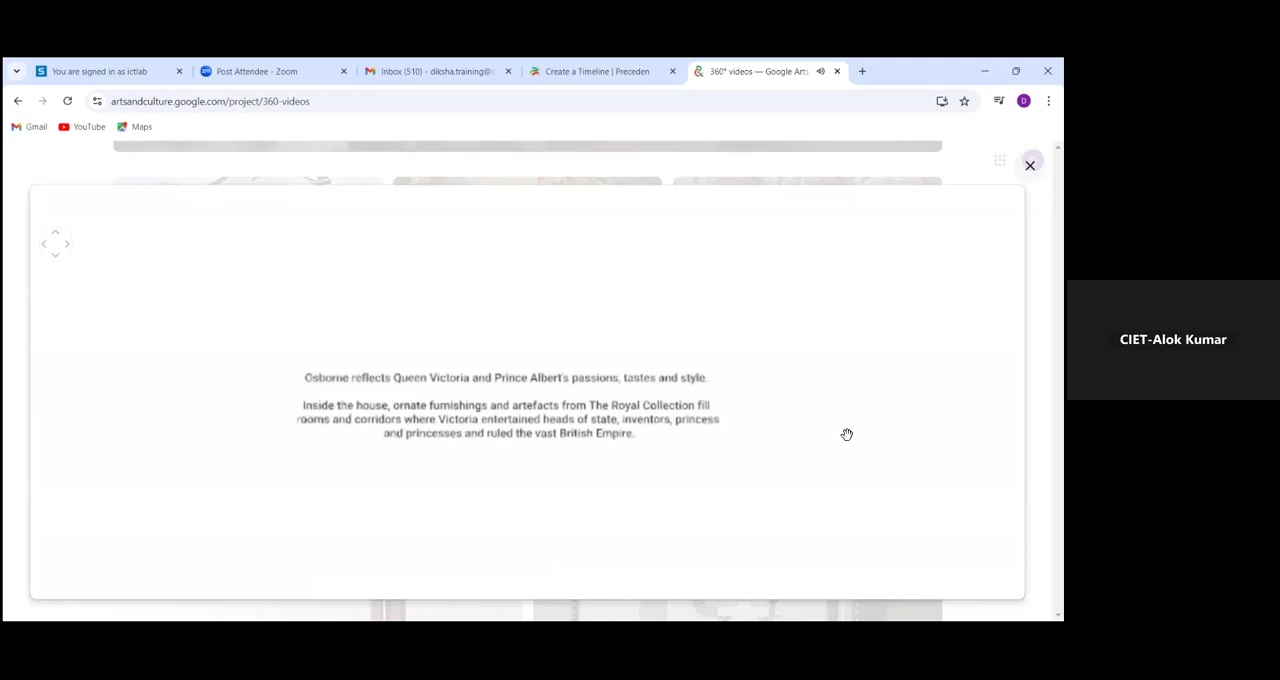 You are signed in as ictlab
Post Attendee - Zoom
Inbox (510) - diksha.training@c
Create a Timeline | Preceden
360° videos — Google Arts
artsandculture.google.com/project/360-videos
D
Gmail
YouTube
Maps
Osborne reflects Queen Victoria and Prince Albert's passions, tastes and style.
Inside the house, ornate furnishings and artefacts from The Royal Collection fill
rooms and corridors where Victoria entertained heads of state, inventors, princess
and princesses and ruled the vast British Empire.
CIET-Alok Kumar